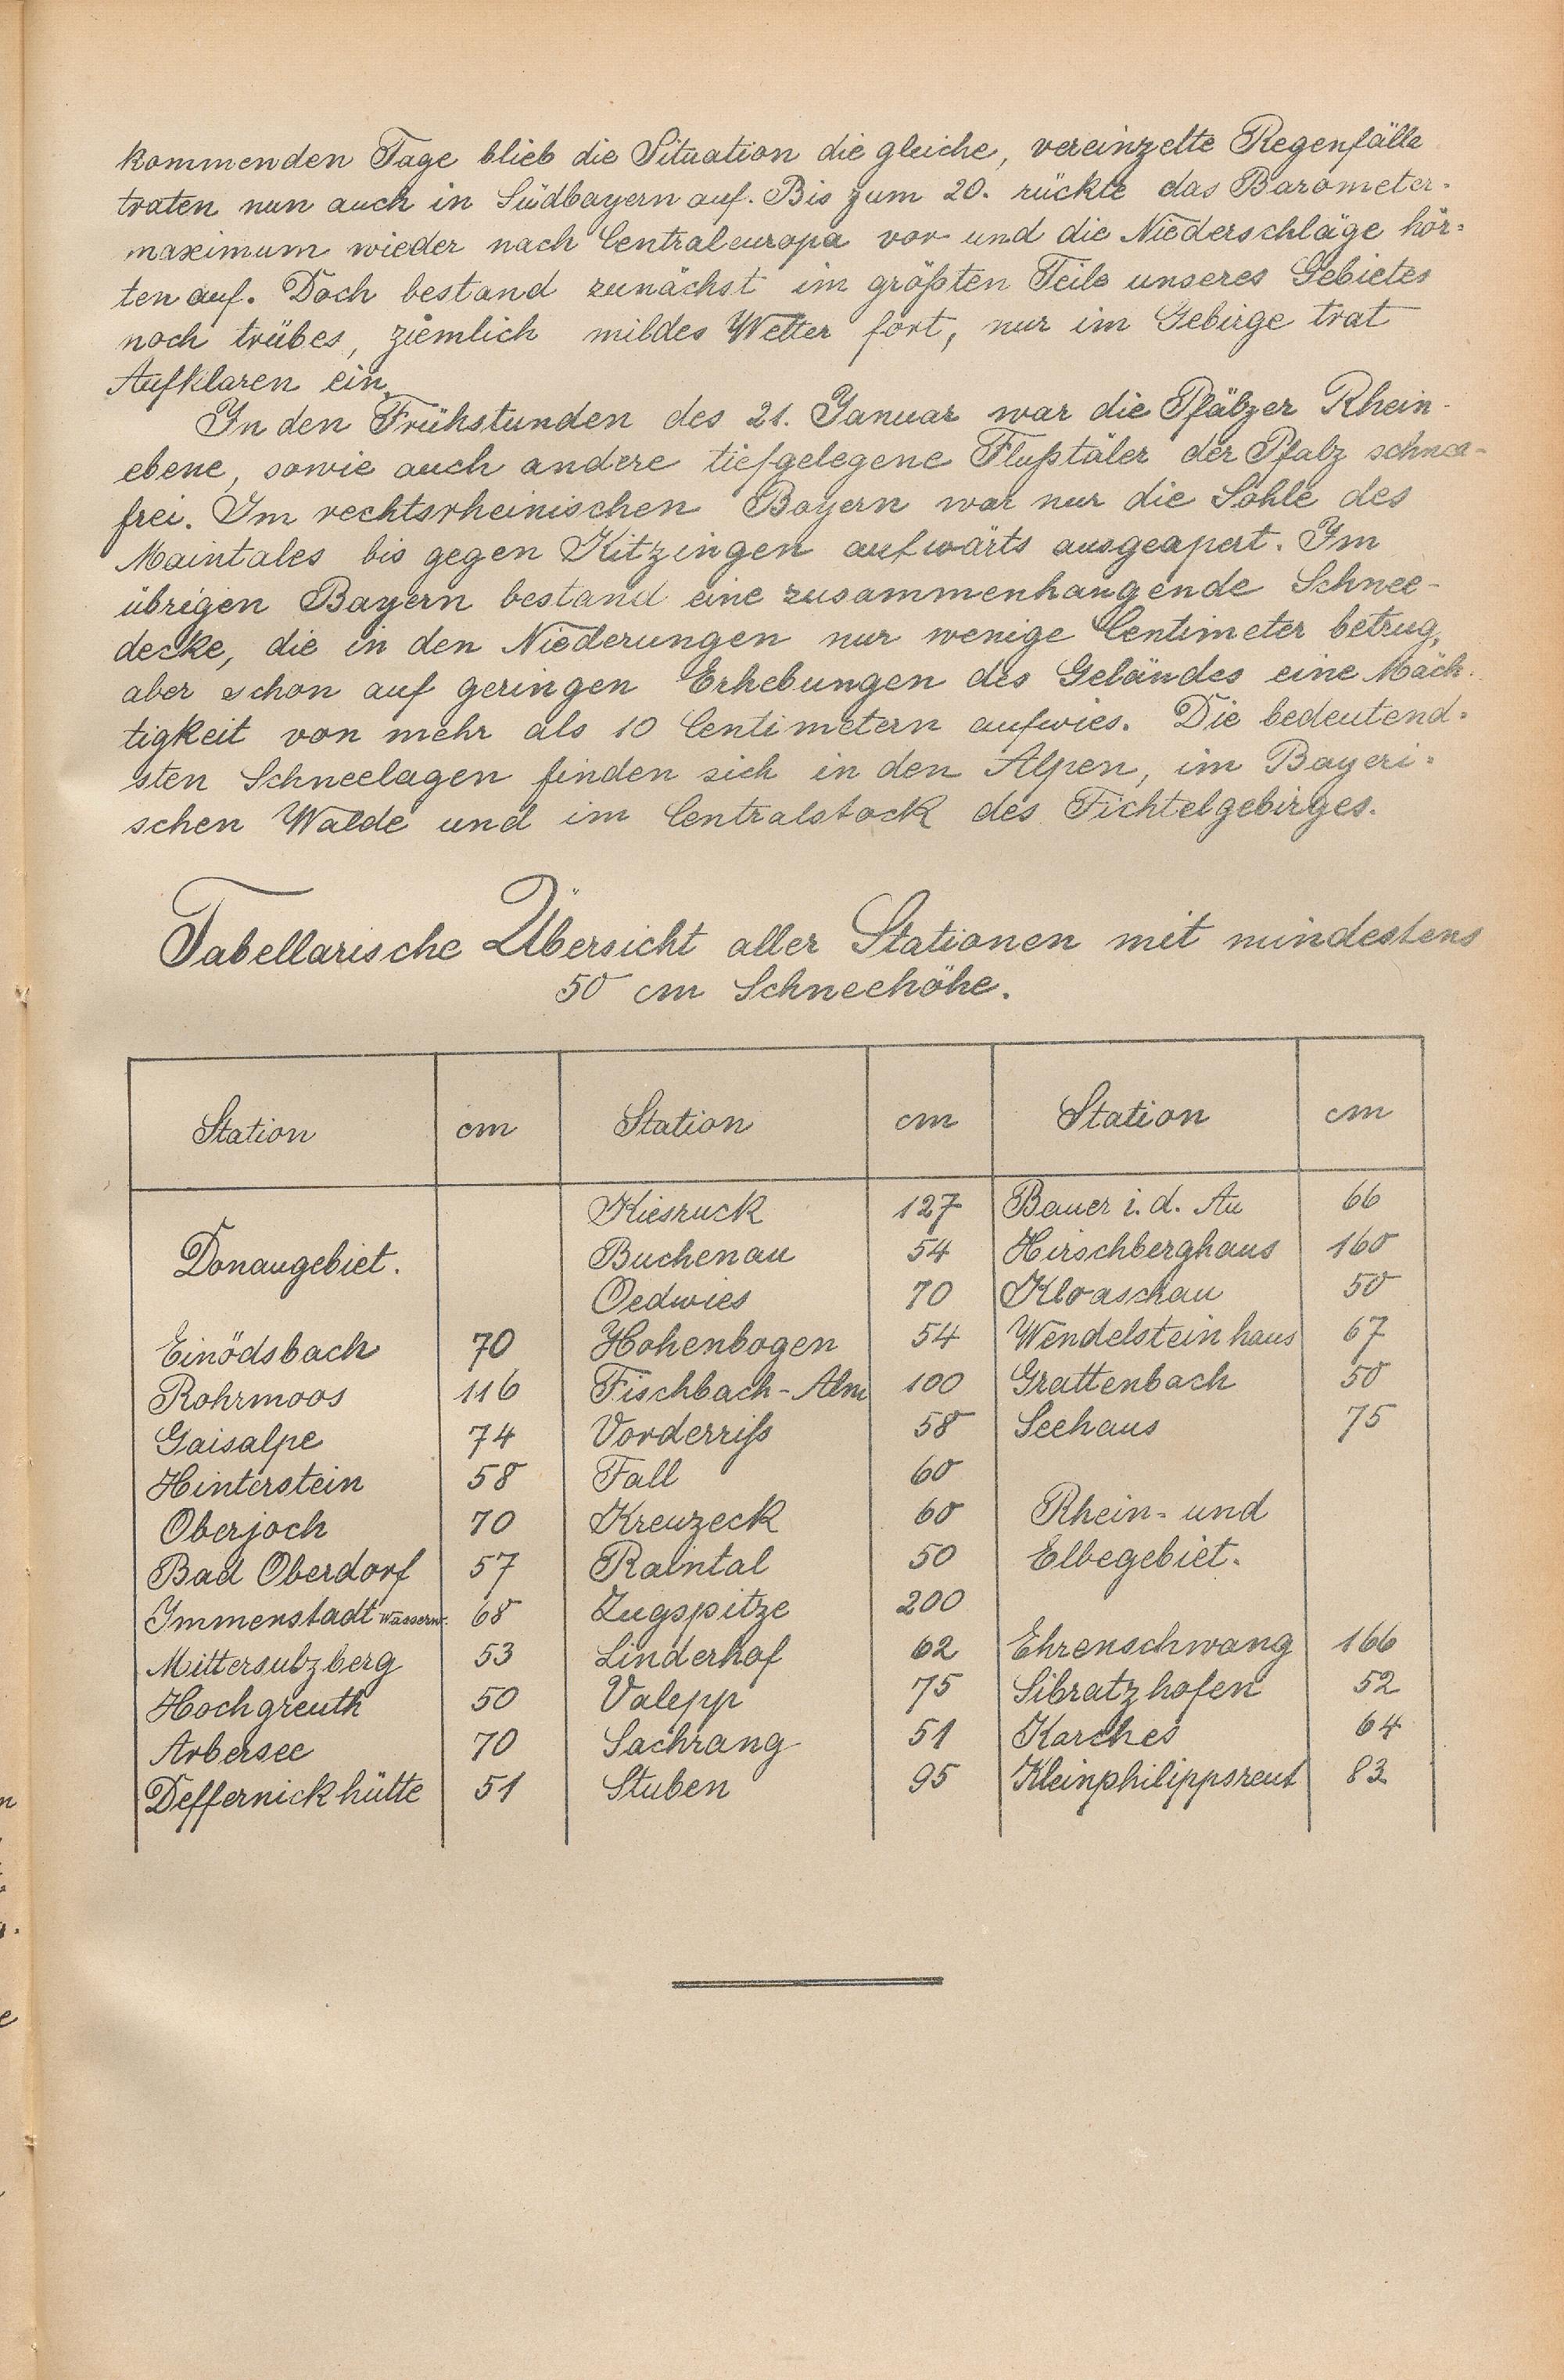 kommenden Tage blieb die Situation die gleiche, vereinzelte Regenfälle
traten nun auch in Südbayern auf. Bis zum 20. rückte das Barometer-
maximum wieder nach Centraleuropa vor und die Niederschläge hör-
ten auf. Doch bestand zunächst im größten Teile unseres Gebietes
noch trübes, ziemlich mildes Wetter fort, nur im Gebirge trat
Aufklaren ein.
In den Frühstunden des 21. Januar war die Pfälzer Rhein-
ebene, sowie auch andere tiefgelegene Flußtäler der Pfalz schnee-
frei. Im rechtsrheinischen Bayern war nur die Sohle des
Maintales bis gegen Kitzingen aufwärts ausgeapert. Im
übrigen Bayern bestand eine zusammenhangende Schnee-
decke, die in den Niederungen nur wenige Centimeter betrug,
aber schon auf geringen Erhebungen des Geländes eine Mäch-
tigkeit von mehr als 10 Centimetern aufwies. Die bedeutend-
sten Schneelagen finden sich in den Alpen, im Bayeri-
schen Walde und im Centralstock des Fichtelgebirges.
Tabellarische Übersicht aller Stationen mit mindestens
50 cm Schneehöhe.
Station cm Station cm Station cm
Kiesruck 127 Bauer i. d. Au 66
Donaugebiet. Buchenau 54 Hirschberghaus 160
Oedwies 70 Kloaschau 50
Einödsbach 70 Hohenbogen 54 Wendelsteinhaus 67
Rohrmoos 116 Fischbach-Alm 100 Grattenbach 50
Gaisalpe 74 Vorderriß 58 Seehaus 75
Hinterstein 58 Fall 60
Oberjoch 70 Kreuzeck 60 Rhein- und
Bad Oberdorf 57 Raintal 50 Elbegebiet.
Immenstadt Wasserw. 68 Zugspitze 200
Mittersulzberg 53 Linderhof 62 Ehrenschwang 166
Hochgreuth 50 Valepp 75 Sibratzhofen 52
Arbersee 70 Sachrang 51 Karches 64
Deffernickhütte 51 Stuben 95 Kleinphilippsreut 83